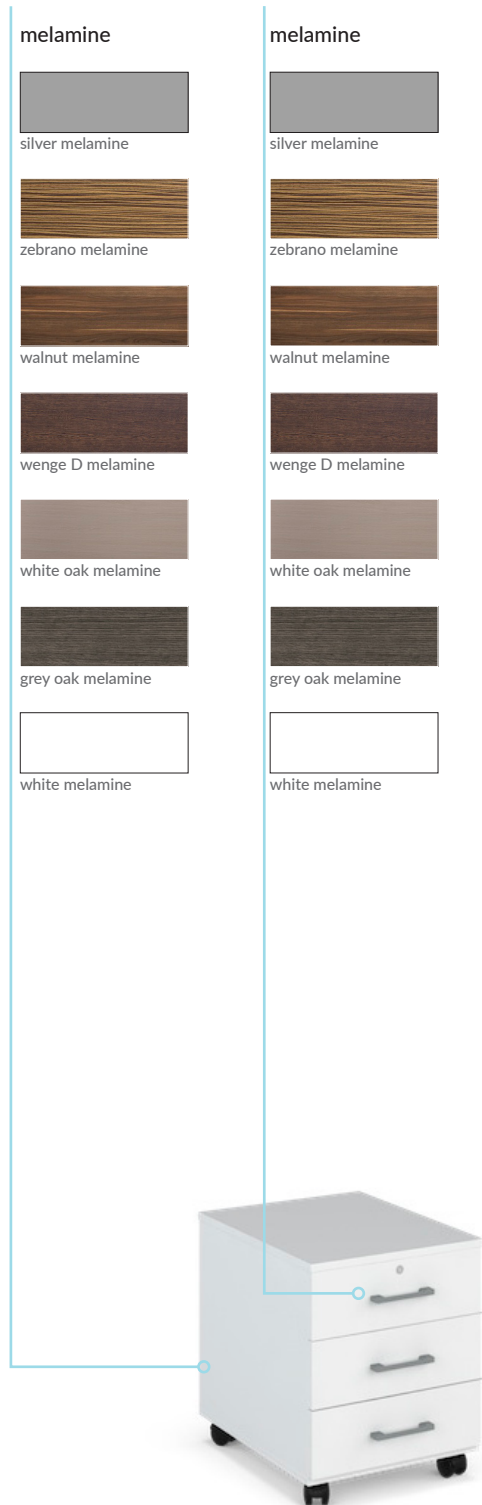 melamine
silver melamine
zebrano melamine
walnut melamine
wenge D melamine
white oak melamine
grey oak melamine
white melamine
melamine
silver melamine
zebrano melamine
walnut melamine
wenge D melamine
white oak melamine
grey oak melamine
white melamine